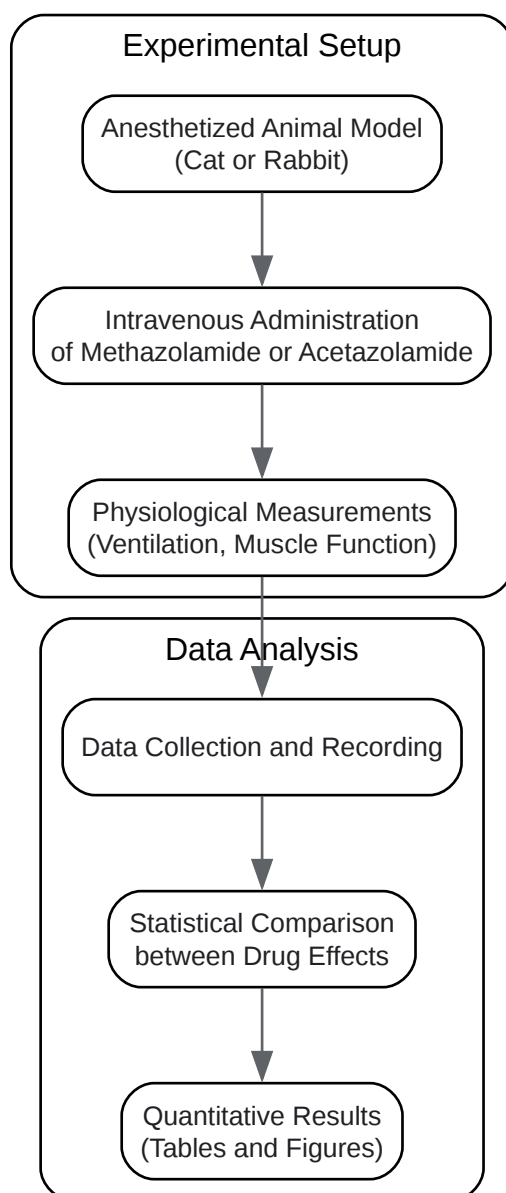 Experimental Setup
Anesthetized Animal Model
(Cat or Rabbit)
Intravenous Administration
of Methazolamide or Acetazolamide
Physiological Measurements
(Ventilation, Muscle Function)
Data Analysis
Data Collection and Recording
Statistical Comparison
between Drug Effects
Quantitative Results
(Tables and Figures)